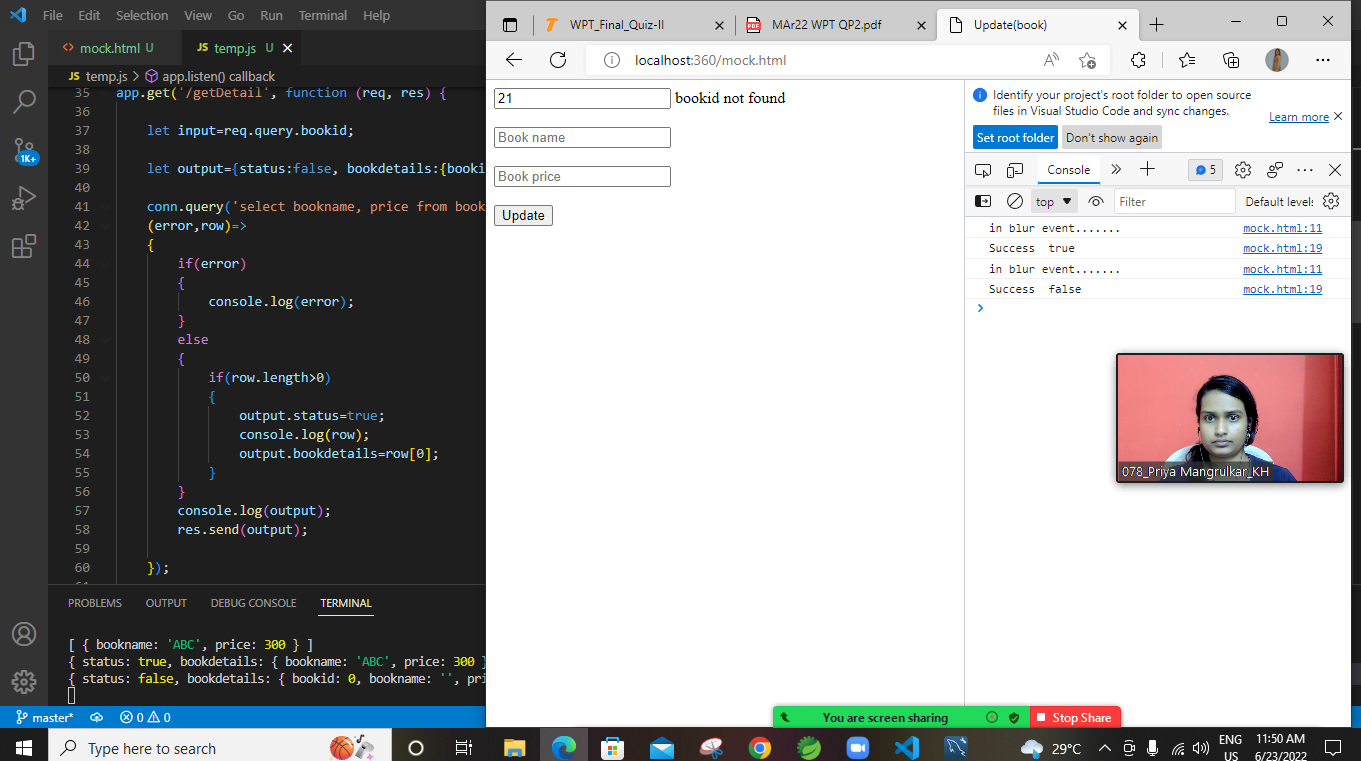 File Edit Selection View Go Run Terminal Help
mock.html U
JS temp.js U
JS temp.js > app.listen() callback
35 app.get('/getDetail', function (req, res) {
36
37 let input=req.query.bookid;
38
39 let output={status:false, bookdetails:{booki
40
41 conn.query('select bookname, price from book
42 (error,row)=>
43 {
44 if(error)
45 {
46 console.log(error);
47 }
48 else
49 {
50 if(row.length>0)
51 {
52 output.status=true;
53 console.log(row);
54 output.bookdetails=row[0];
55 }
56 }
57 console.log(output);
58 res.send(output);
59
60 });
1K+
PROBLEMS OUTPUT DEBUG CONSOLE TERMINAL
[ { bookname: 'ABC', price: 300 } ]
{ status: true, bookdetails: { bookname: 'ABC', price: 300 }
{ status: false, bookdetails: { bookid: 0, bookname: '', pri
master* 0 0
WPT_Final_Quiz-II
PDF MAr22 WPT QP2.pdf
Update(book)
localhost:360/mock.html
21 bookid not found
Book name
Book price
Update
Identify your project's root folder to open source
files in Visual Studio Code and sync changes.
Learn more
Set root folder Don't show again
Console 5
top Filter Default levels
in blur event....... mock.html:11
Success true mock.html:19
in blur event....... mock.html:11
Success false mock.html:19
078_Priya Mangrulkar_KH
You are screen sharing Stop Share
Type here to search
29°C
ENG
US
11:50 AM
6/23/2022